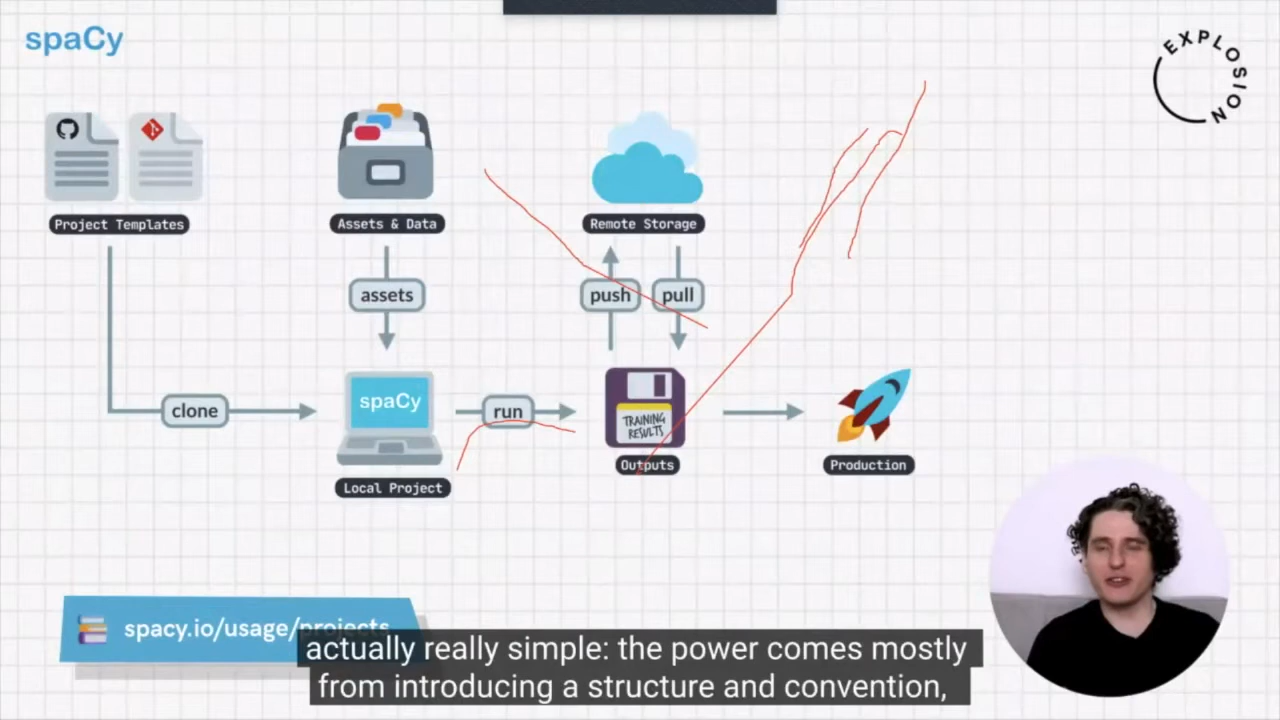 spaCy
EXPLOSION
Project Templates
Assets & Data
Remote Storage
assets
push
pull
clone
spaCy
run
TRAINING
RESULTS
Local Project
Outputs
Production
spacy.io/usage/projects
actually really simple: the power comes mostly
from introducing a structure and convention,